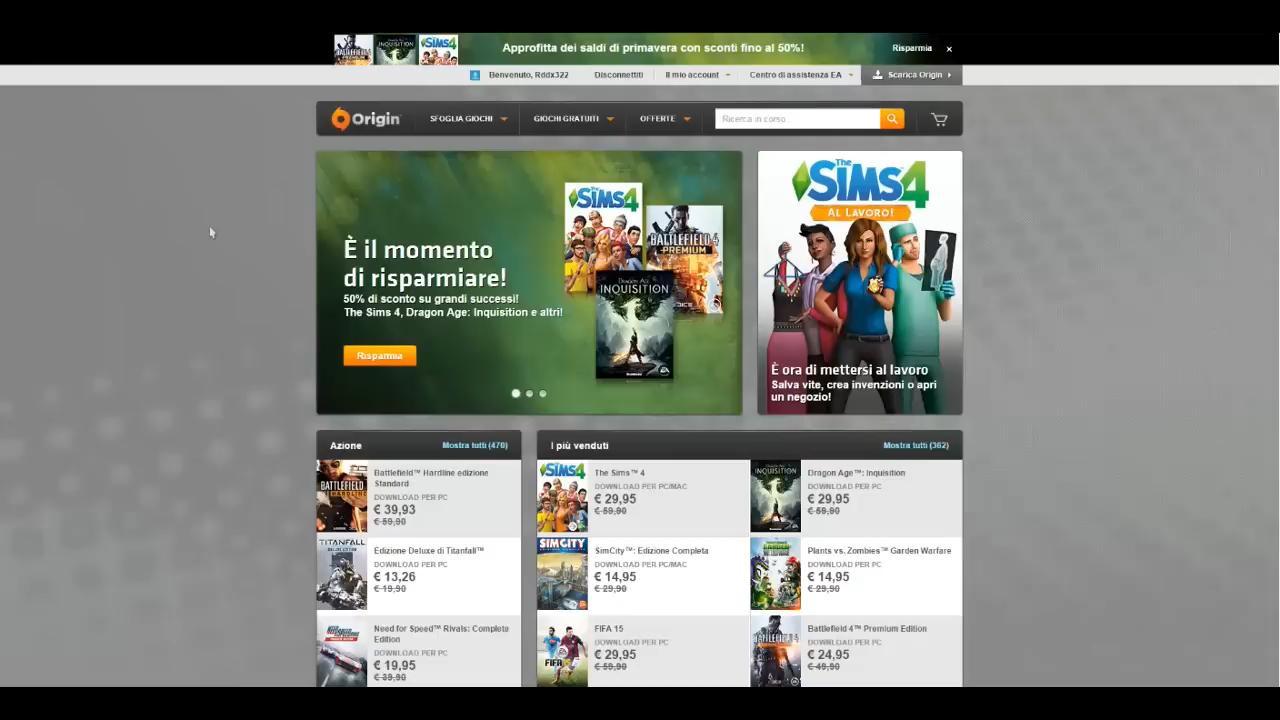 Approfitta dei saldi di primavera con sconti fino al 50%!
Risparmia ×
Benvenuto, Rddx322
Disconnettiti
Il mio account
Centro di assistenza EA
Scarica Origin
Origin
SFOGLIA GIOCHI
GIOCHI GRATUITI
OFFERTE
Ricerca in corso...
È il momento
di risparmiare!
50% di sconto su grandi successi!
The Sims 4, Dragon Age: Inquisition e altri!
Risparmia
THE SIMS 4
BATTLEFIELD 4
PREMIUM
Dragon Age
INQUISITION
The SIMS 4
AL LAVORO!
È ora di mettersi al lavoro
Salva vite, crea invenzioni o apri
un negozio!
Azione
Mostra tutti (470)
Battlefield™ Hardline edizione
Standard
DOWNLOAD PER PC
€ 39,93
€ 59,90
Edizione Deluxe di Titanfall™
DOWNLOAD PER PC
€ 13,26
€ 19,90
Need for Speed™ Rivals: Complete
Edition
DOWNLOAD PER PC
€ 19,95
€ 39,90
I più venduti
Mostra tutti (362)
The Sims™ 4
DOWNLOAD PER PC/MAC
€ 29,95
€ 59,90
Dragon Age™: Inquisition
DOWNLOAD PER PC
€ 29,95
€ 59,90
SimCity™: Edizione Completa
DOWNLOAD PER PC/MAC
€ 14,95
€ 29,90
Plants vs. Zombies™ Garden Warfare
DOWNLOAD PER PC
€ 14,95
€ 29,90
FIFA 15
DOWNLOAD PER PC
€ 29,95
€ 59,90
Battlefield 4™ Premium Edition
DOWNLOAD PER PC
€ 24,95
€ 49,90